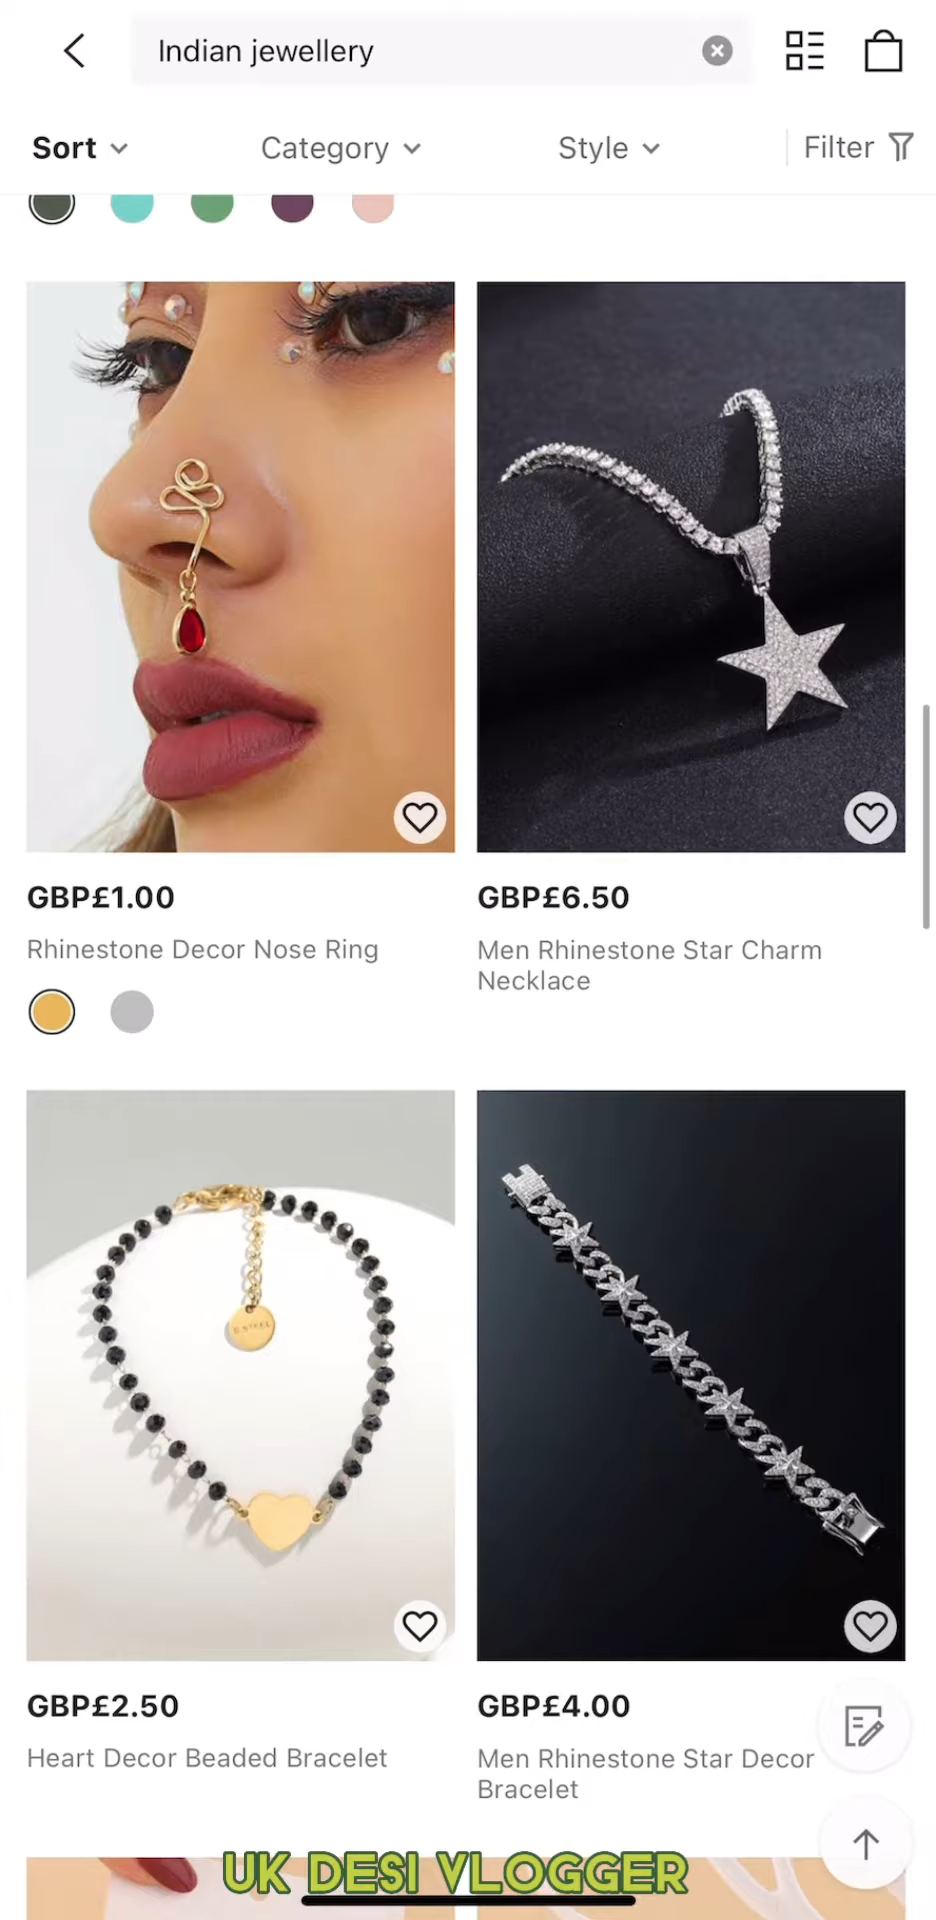 Indian jewellery
Sort
Category
Style
Filter
GBP£1.00
Rhinestone Decor Nose Ring
GBP£6.50
Men Rhinestone Star Charm
Necklace
GBP£2.50
Heart Decor Beaded Bracelet
GBP£4.00
Men Rhinestone Star Decor
Bracelet
UK DESI VLOGGER